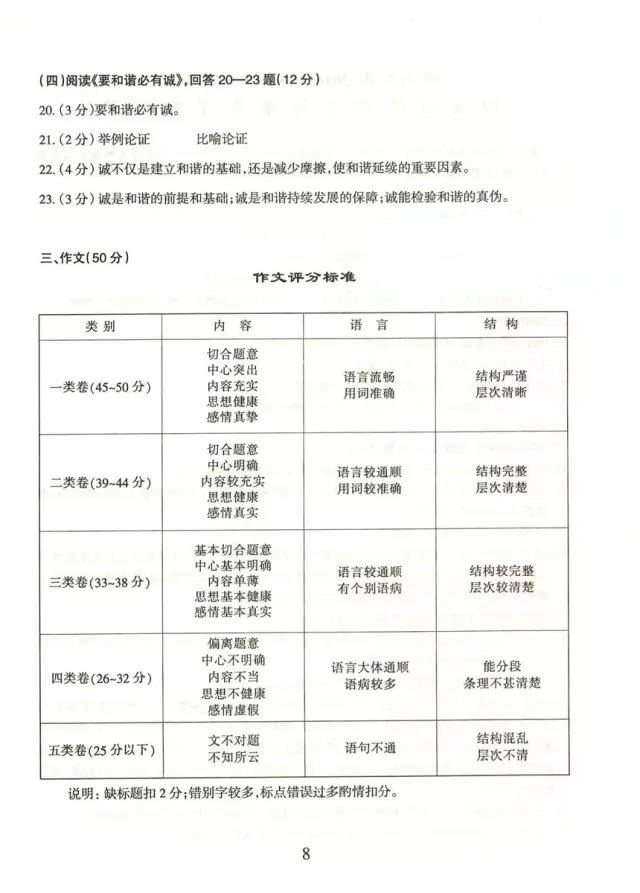 (四)阅读《要和谐必有诚》,回答20—23题(12分)
20.(3分)要和谐必有诚。
21.(2分)举例论证 比喻论证
22.(4分)诚不仅是建立和谐的基础,还是减少摩擦,使和谐延续的重要因素。
23.(3分)诚是和谐的前提和基础;诚是和谐持续发展的保障;诚能检验和谐的真伪。
三、作文(50分)
作文评分标准
类别 内容 语言 结构
一类卷(45~50分)
切合题意
中心突出
内容充实
思想健康
感情真挚
语言流畅
用词准确
结构严谨
层次清晰
二类卷(39~44分)
切合题意
中心明确
内容较充实
思想健康
感情真实
语言较通顺
用词较准确
结构完整
层次清楚
三类卷(33~38分)
基本切合题意
中心基本明确
内容单薄
思想基本健康
感情基本真实
语言较通顺
有个别语病
结构较完整
层次较清楚
四类卷(26~32分)
偏离题意
中心不明确
内容不当
思想不健康
感情虚假
语言大体通顺
语病较多
能分段
条理不甚清楚
五类卷(25分以下)
文不对题
不知所云
语句不通
结构混乱
层次不清
说明:缺标题扣2分;错别字较多,标点错误过多酌情扣分。
8